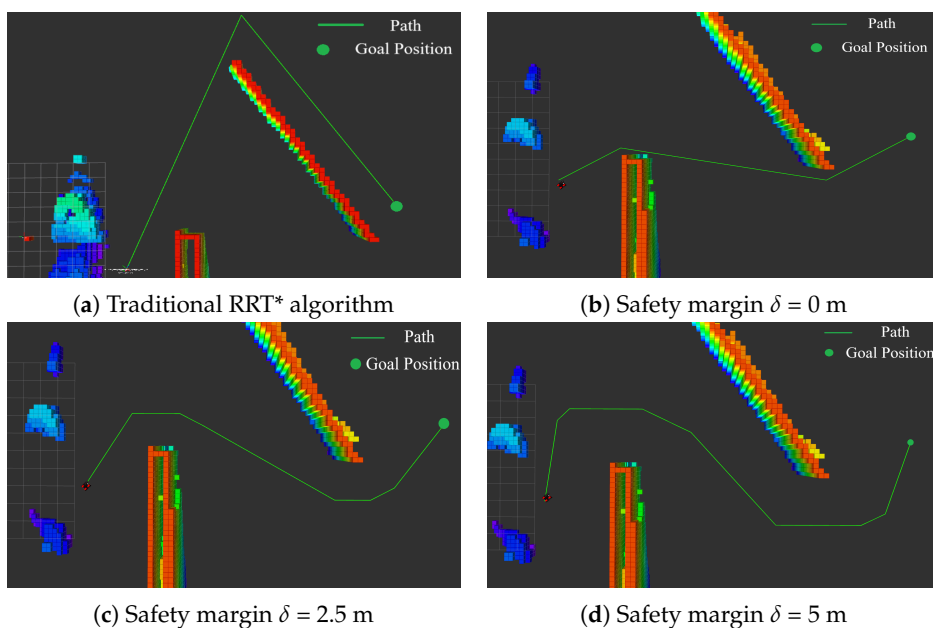 Path
Goal Position
(a) Traditional RRT* algorithm
Path
Goal Position
(b) Safety margin δ = 0 m
Path
Goal Position
(c) Safety margin δ = 2.5 m
Path
Goal Position
(d) Safety margin δ = 5 m